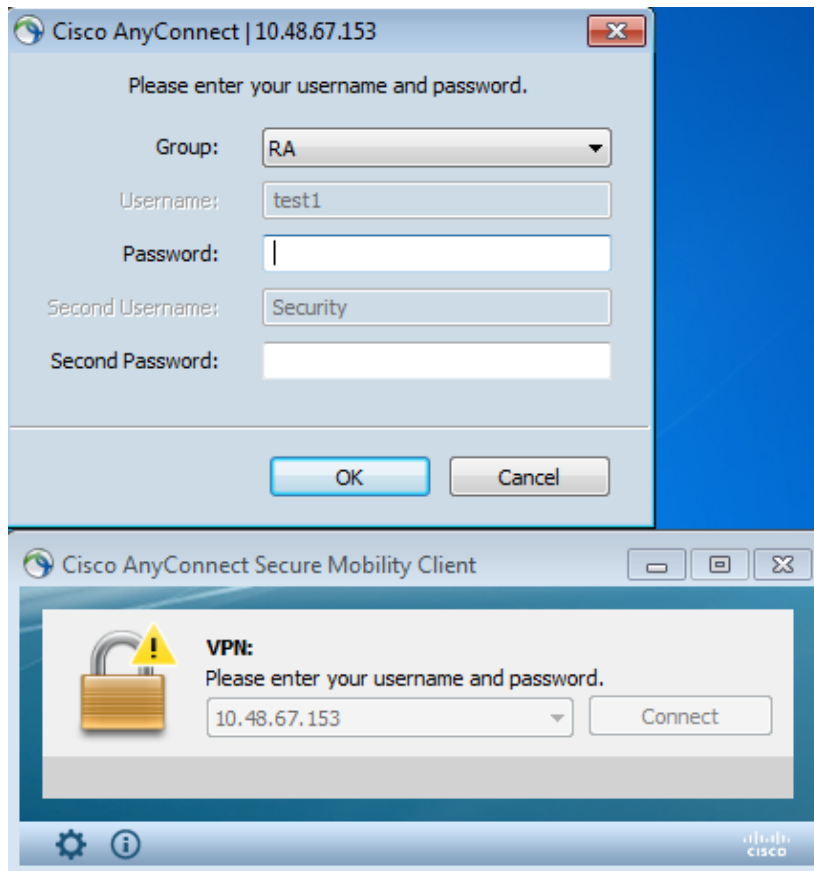 Cisco AnyConnect | 10.48.67.153
Please enter your username and password.
Group: RA
Username: test1
Password:
Second Username: Security
Second Password:
OK Cancel
Cisco AnyConnect Secure Mobility Client
VPN:
Please enter your username and password.
10.48.67.153 Connect
CISCO